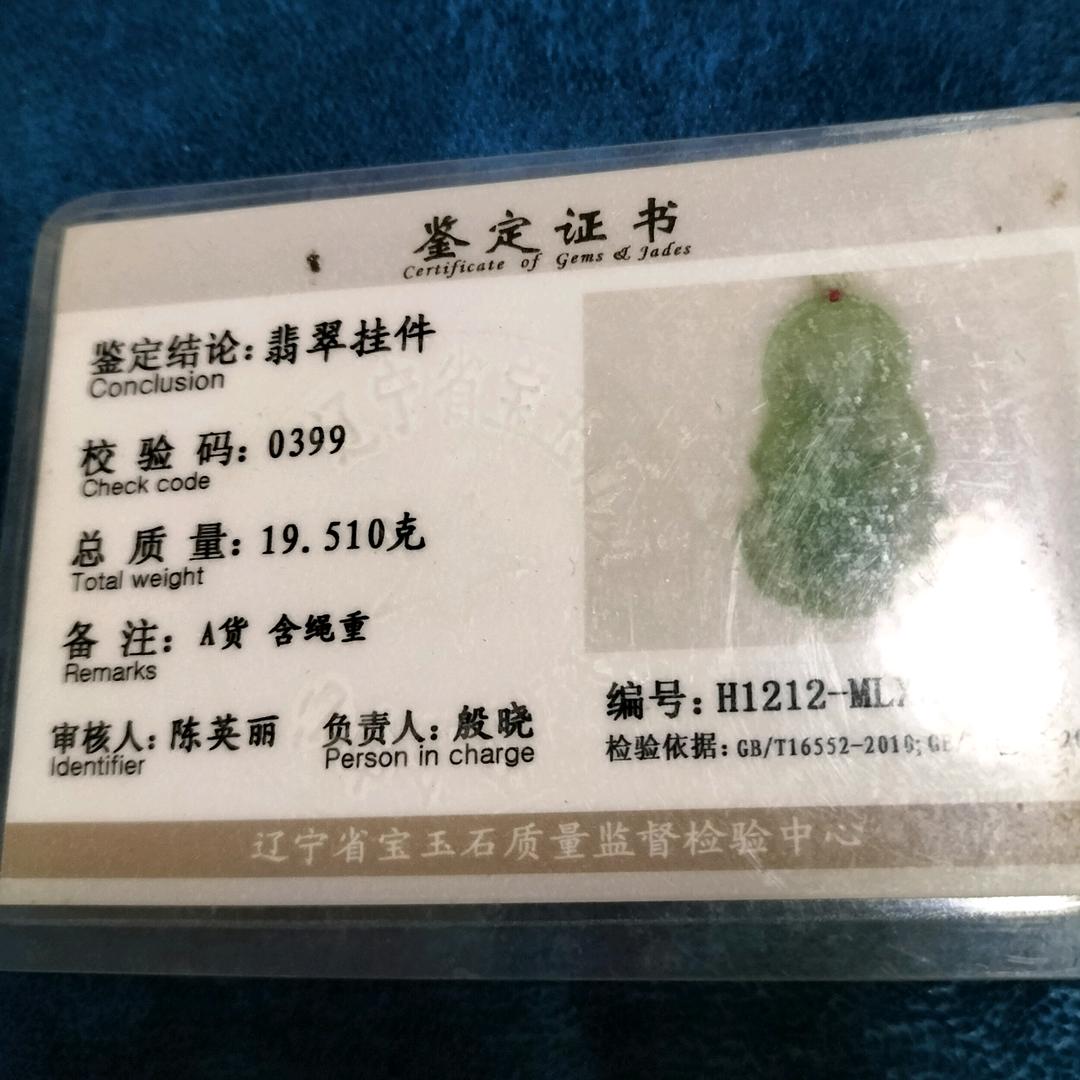 鉴定证书
Certificate of Gems & Jades
鉴定结论:翡翠挂件
Conclusion
校验码:0399
Check code
总质量:19.510克
Total weight
备注:A货 含绳重
Remarks
审核人:陈英丽 负责人:殷晓
Identifier Person in charge
编号:H1212-ML
检验依据:GB/T16552-2010;
辽宁省宝玉石质量监督检验中心